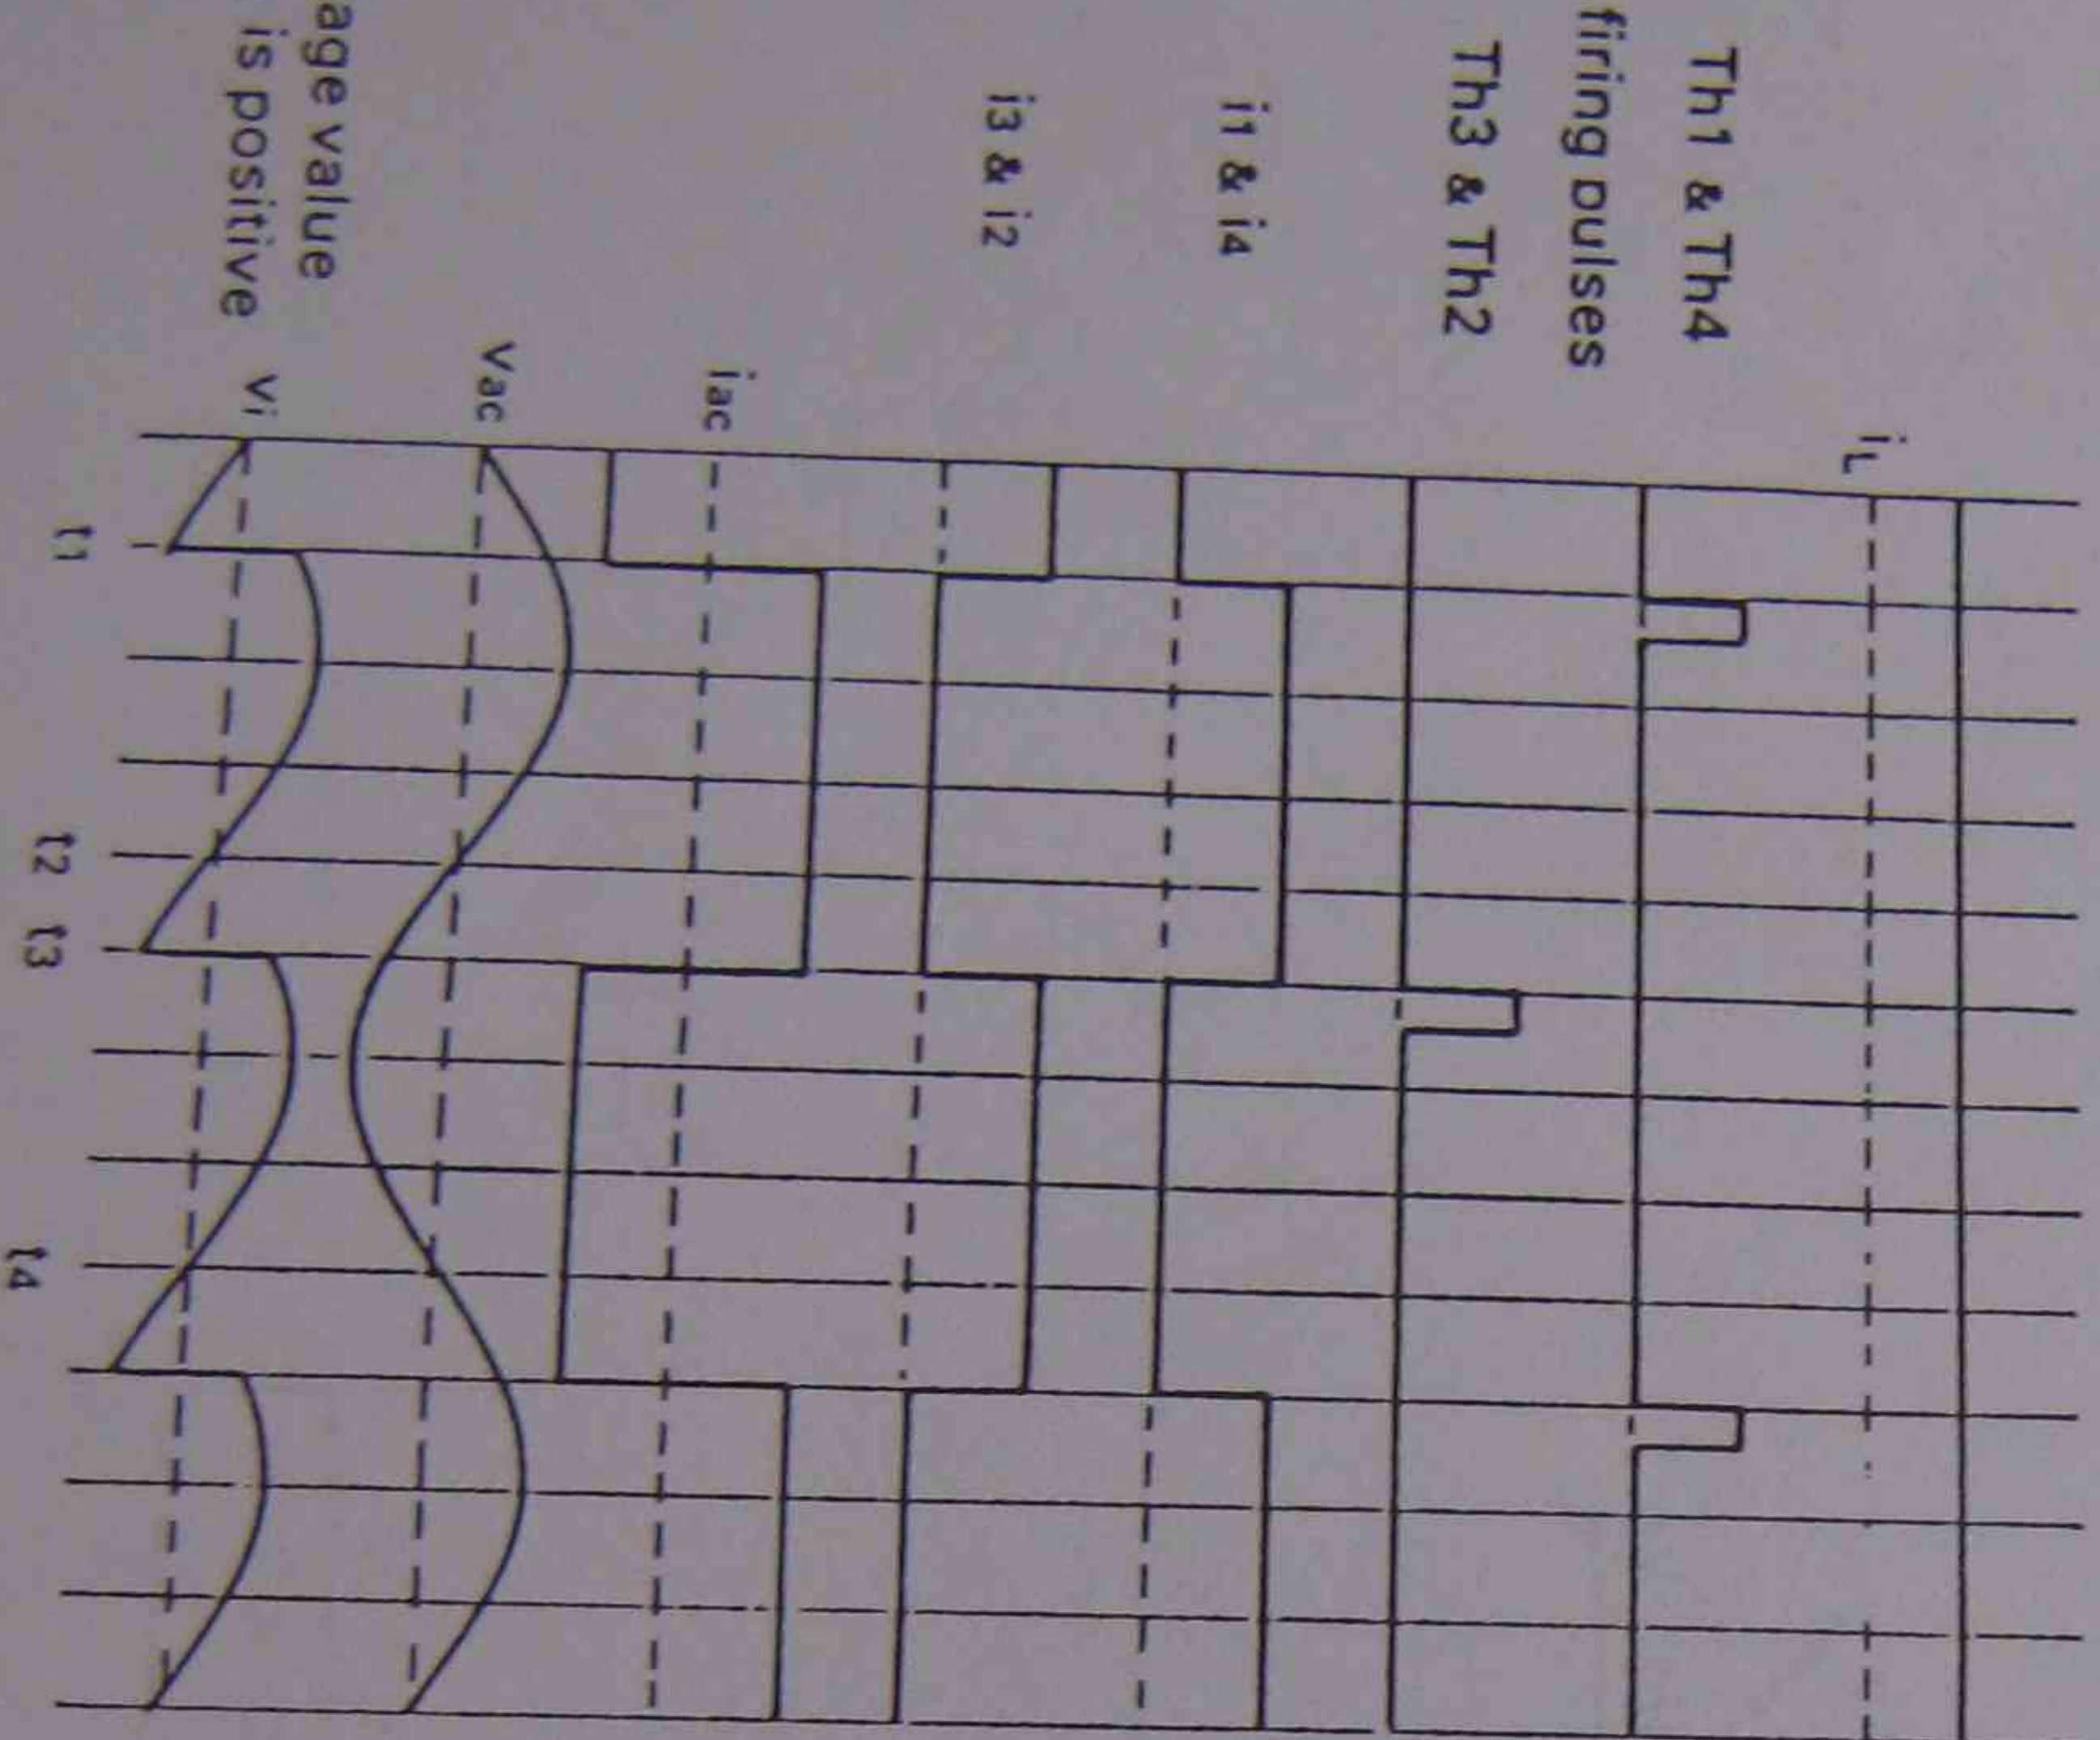 iL
Th1 & Th4
firing pulses
Th3 & Th2
i1 & i4
i3 & i2
iac
vac
age value
is positive
vi
t1
t2
t3
t4